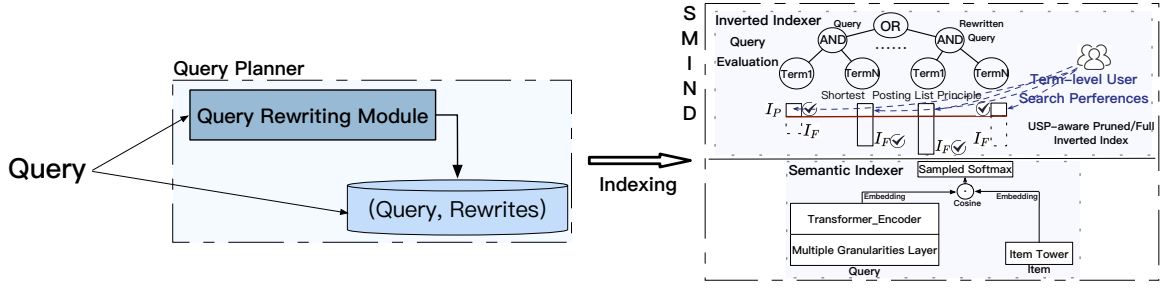 Query Planner
Query Rewriting Module
Query
(Query, Rewrites)
Indexing
S
M
I
N
D
Inverted Indexer
Query
Evaluation
Query
OR
Rewritten
Query
AND
AND
......
Term1
TermN
Term1
TermN
Shortest Posting List Principle
Term-level User
Search Perferences
I_P
I_F
I_F
I_F
I_F
USP-aware Pruned/Full
Inverted Index
Semantic Indexer
Sampled Softmax
Embedding
Cosine
Embedding
Transformer_Encoder
Multiple Granularities Layer
Query
Item Tower
Item